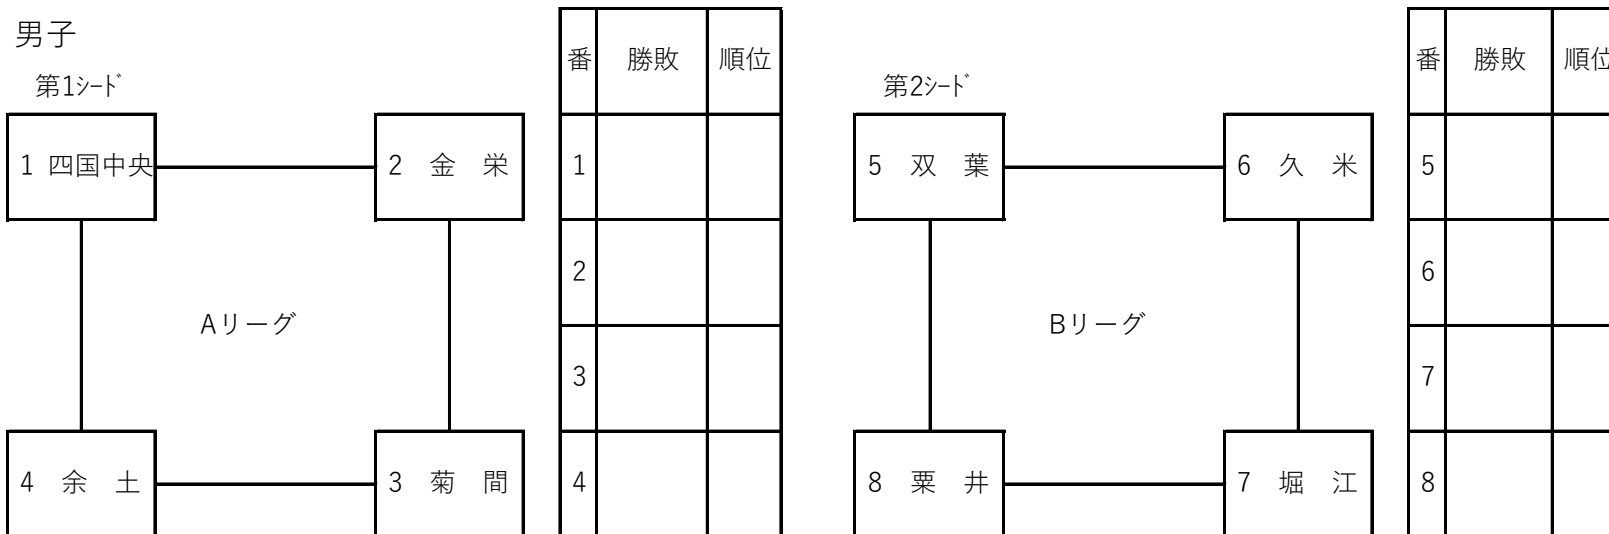 男子
番 勝敗 順位
番 勝敗 順位
第1シード
第2シード
1 四国中央
2 金 栄
1
5 双 葉
6 久 米
5
2
6
Aリーグ
Bリーグ
3
7
4 余 土
3 菊 間
4
8 粟 井
7 堀 江
8